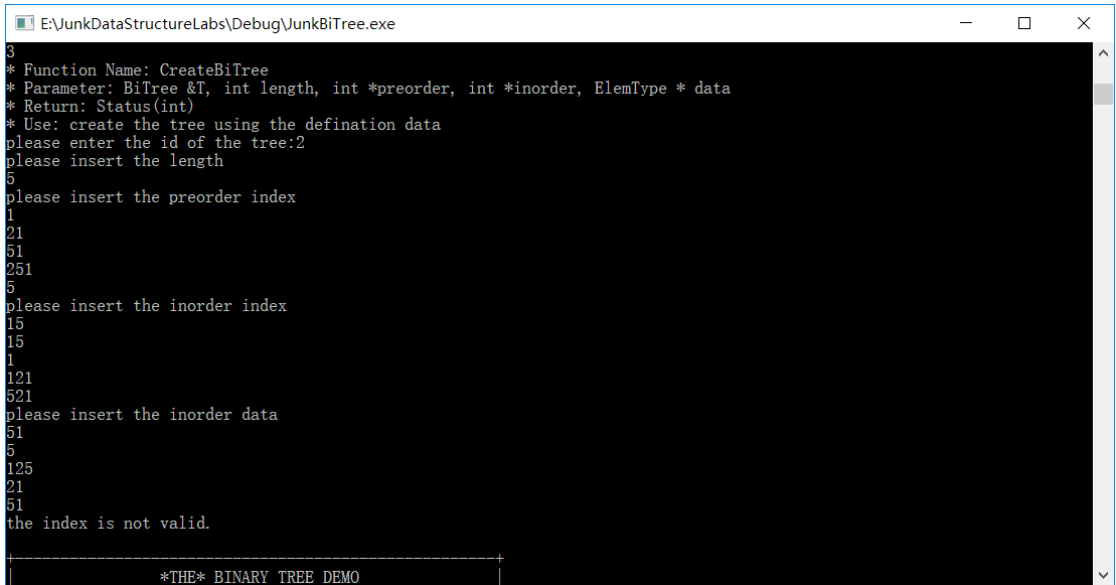 E:\JunkDataStructureLabs\Debug\JunkBiTree.exe
3
* Function Name: CreateBiTree
* Parameter: BiTree &T, int length, int *preorder, int *inorder, ElemType * data
* Return: Status(int)
* Use: create the tree using the defination data
please enter the id of the tree:2
please insert the length
5
please insert the preorder index
1
21
51
251
5
please insert the inorder index
15
15
1
121
521
please insert the inorder data
51
5
125
21
51
the index is not valid.
+-----------------------------------------------------+
| *THE* BINARY TREE DEMO |